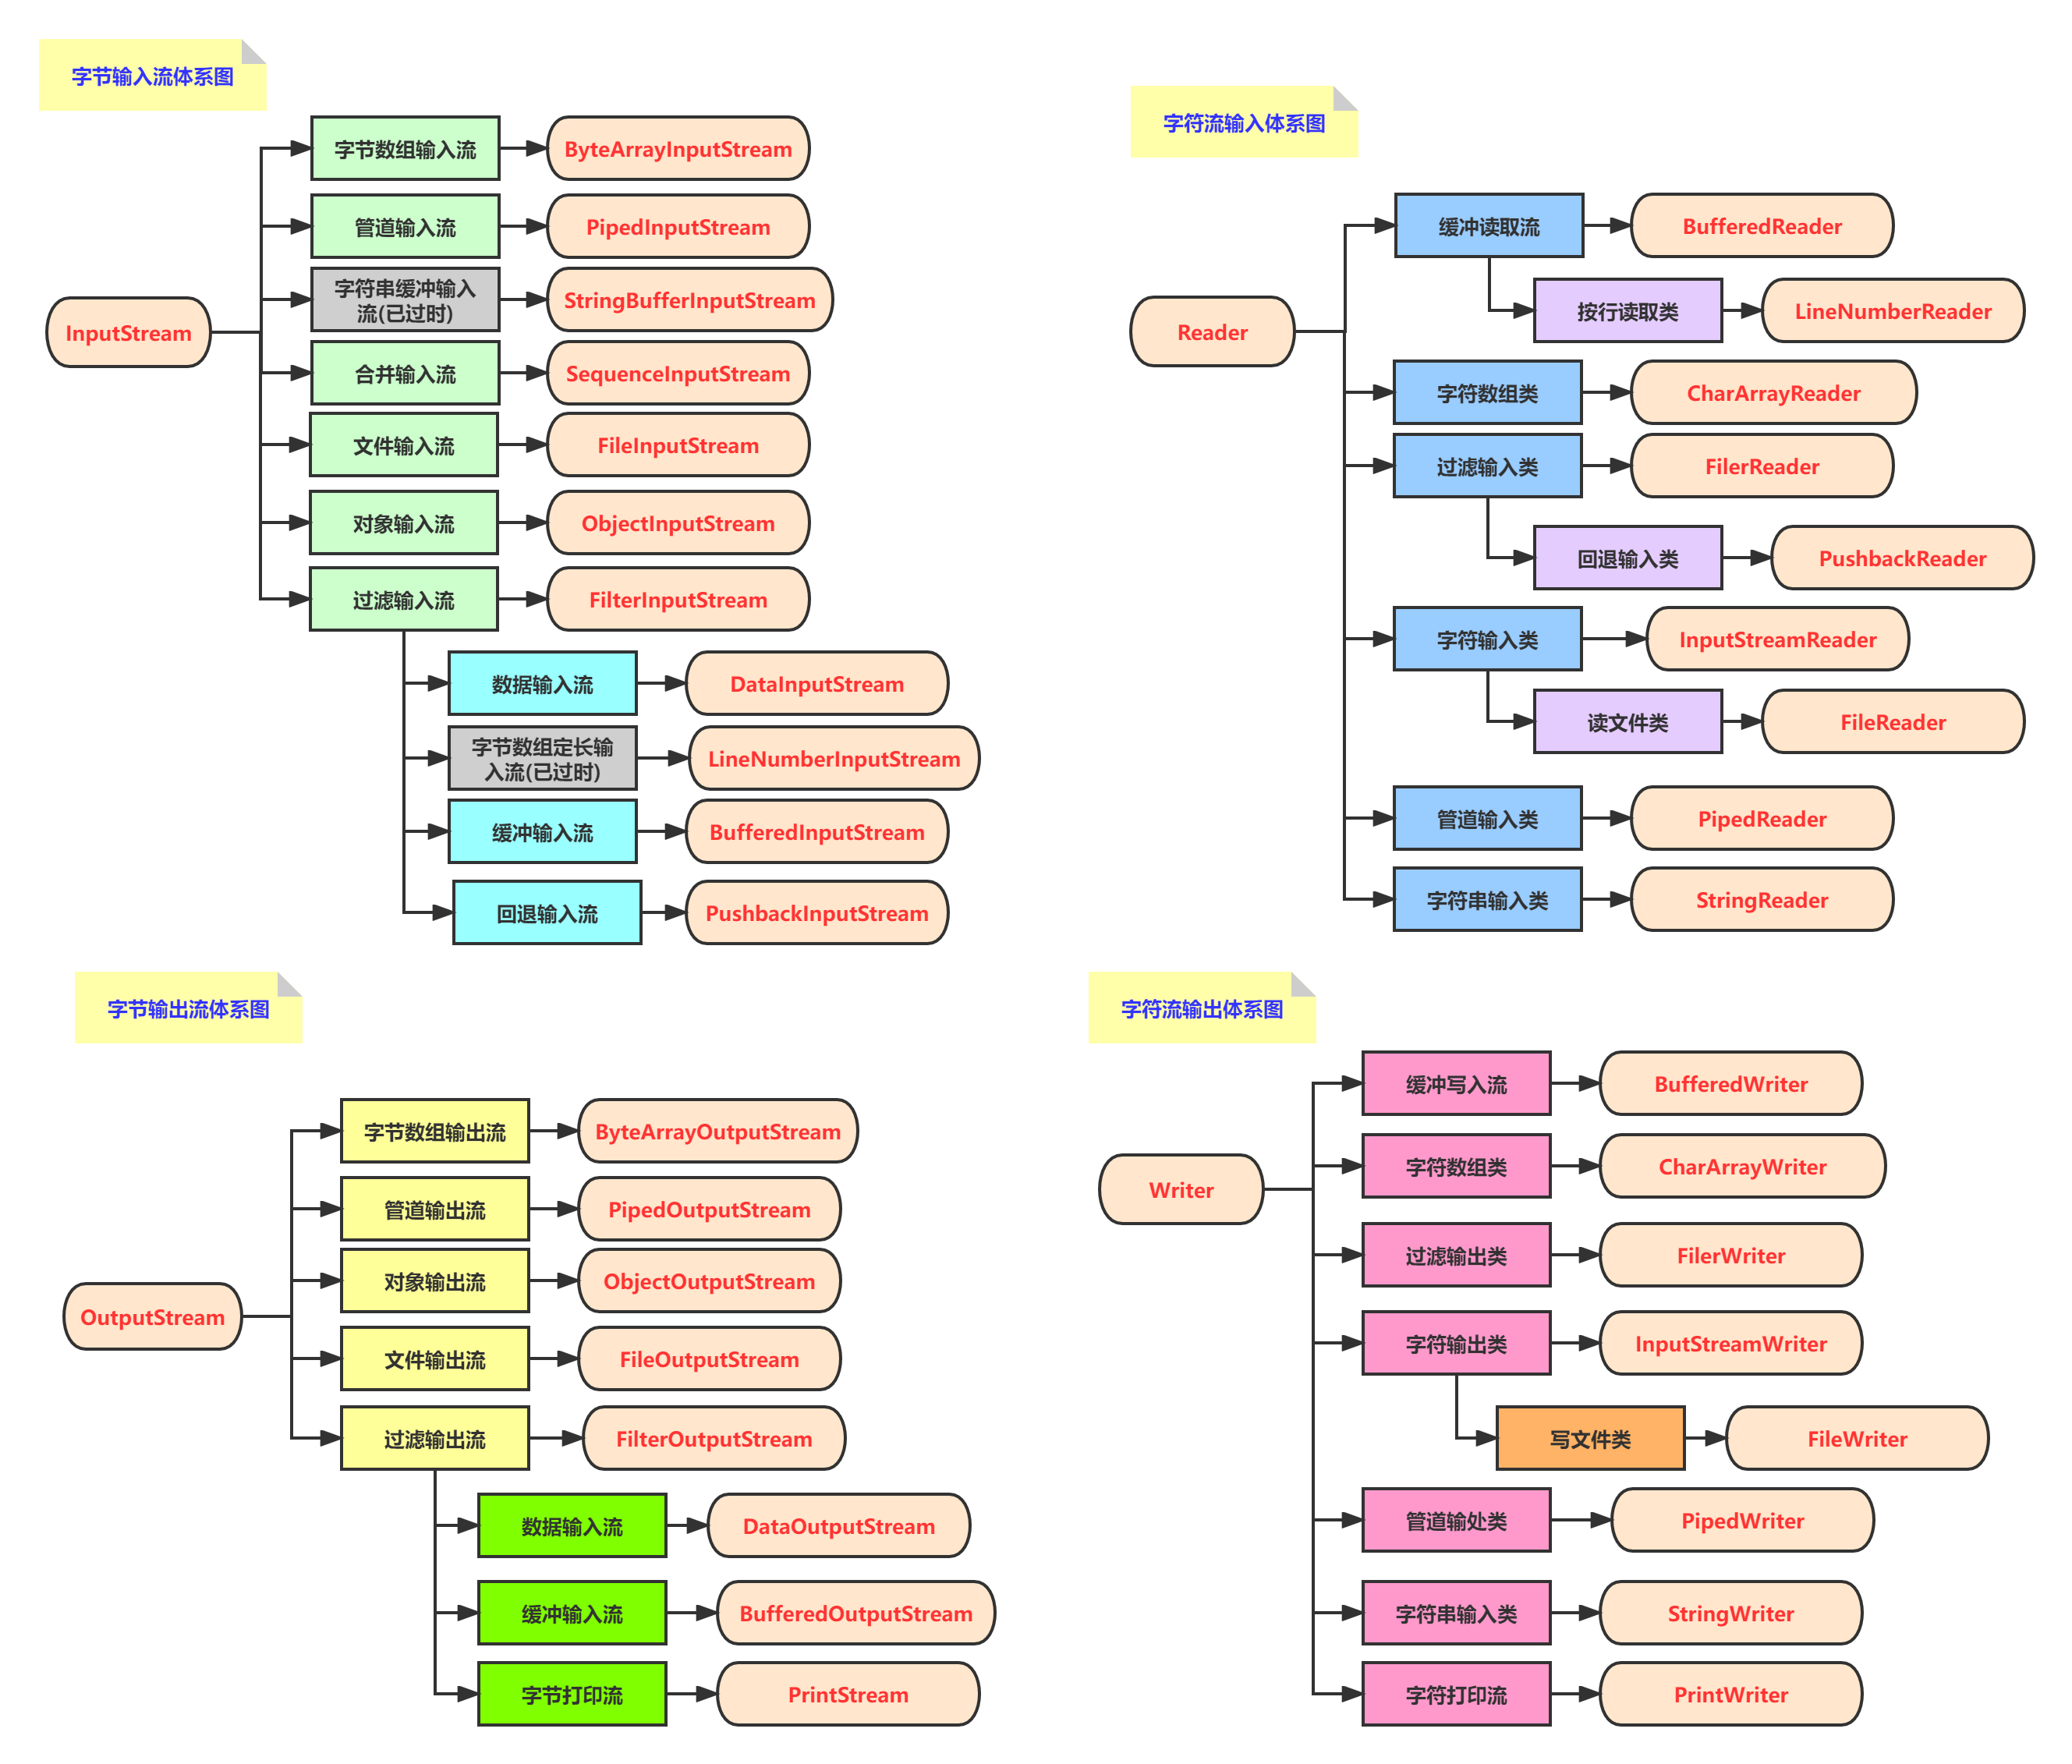 字节输入流体系图
InputStream
字节数组输入流
ByteArrayInputStream
管道输入流
PipedInputStream
字符串缓冲输入
流(已过时)
StringBufferInputStream
合并输入流
SequenceInputStream
文件输入流
FileInputStream
对象输入流
ObjectInputStream
过滤输入流
FilterInputStream
数据输入流
DataInputStream
字节数组定长输
入流(已过时)
LineNumberInputStream
缓冲输入流
BufferedInputStream
回退输入流
PushbackInputStream
字符流输入体系图
Reader
缓冲读取流
BufferedReader
按行读取类
LineNumberReader
字符数组类
CharArrayReader
过滤输入类
FilerReader
回退输入类
PushbackReader
字符输入类
InputStreamReader
读文件类
FileReader
管道输入类
PipedReader
字符串输入类
StringReader
字节输出流体系图
OutputStream
字节数组输出流
ByteArrayOutputStream
管道输出流
PipedOutputStream
对象输出流
ObjectOutputStream
文件输出流
FileOutputStream
过滤输出流
FilterOutputStream
数据输入流
DataOutputStream
缓冲输入流
BufferedOutputStream
字节打印流
PrintStream
字符流输出体系图
Writer
缓冲写入流
BufferedWriter
字符数组类
CharArrayWriter
过滤输出类
FilerWriter
字符输出类
InputStreamWriter
写文件类
FileWriter
管道输处类
PipedWriter
字符串输入类
StringWriter
字符打印流
PrintWriter